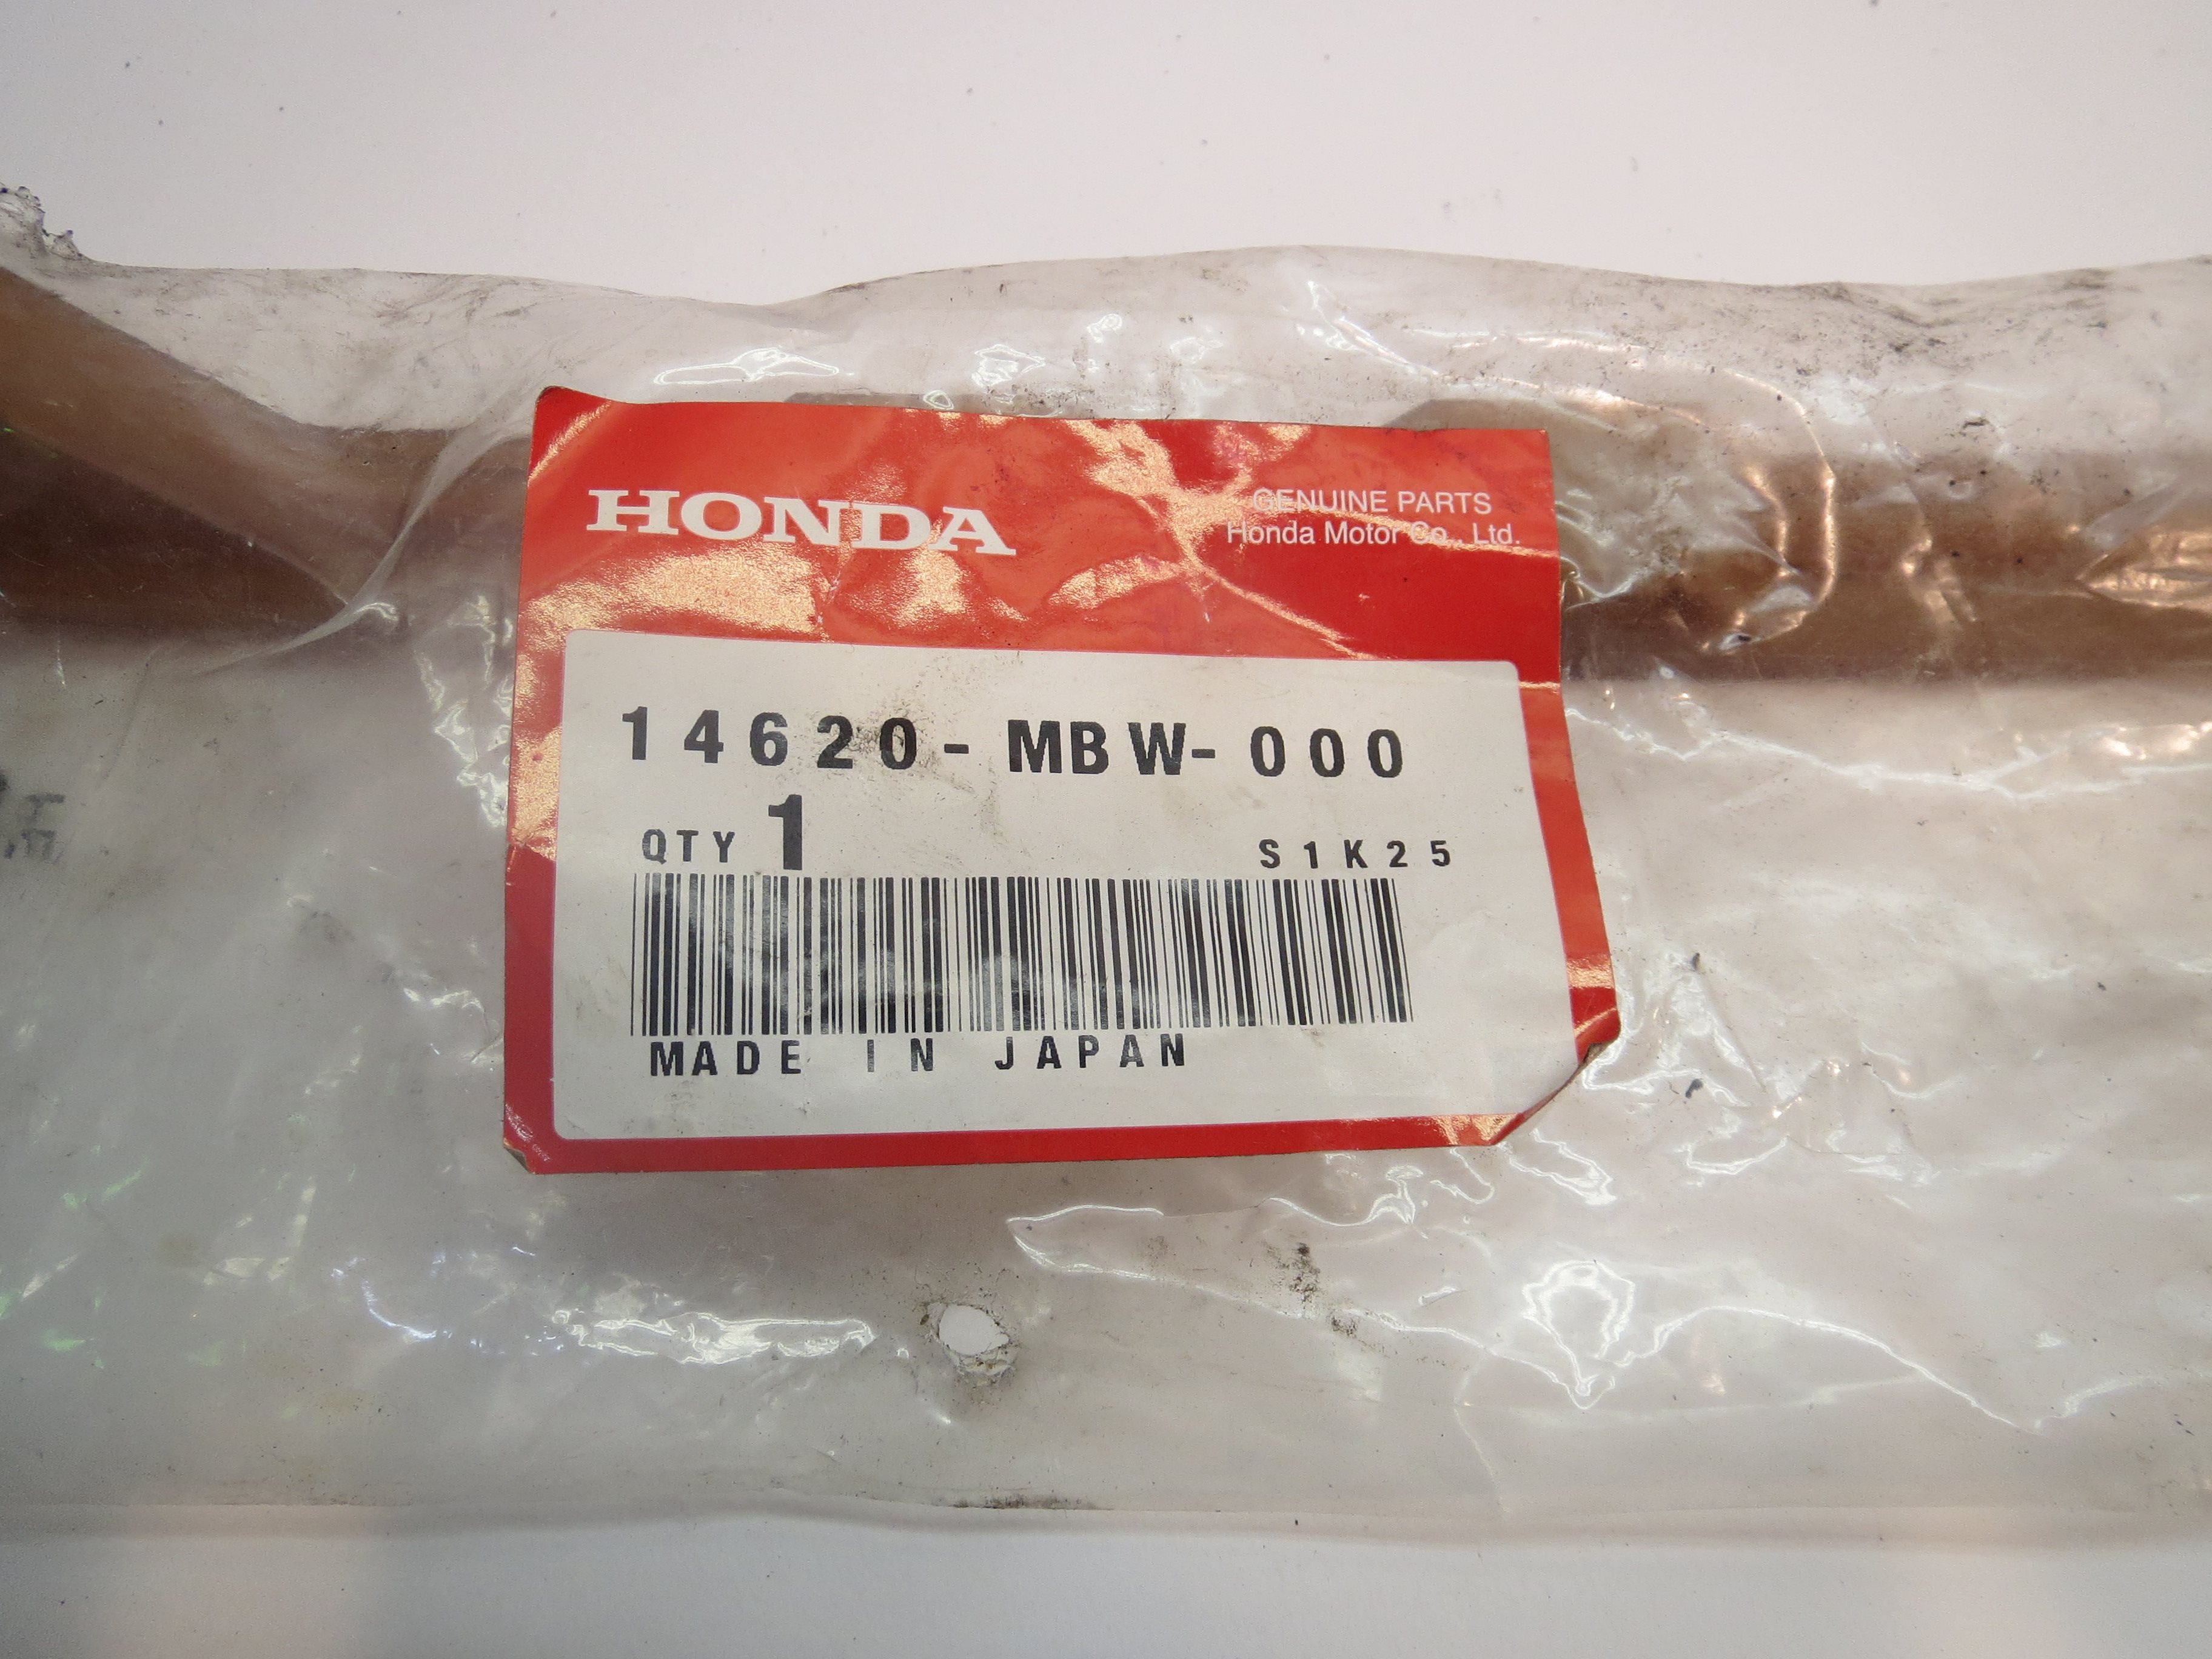 HONDA
GENUINE PARTS
Honda Motor Co., Ltd.
14620-MBW-000
QTY 1
S1K25
MADE IN JAPAN